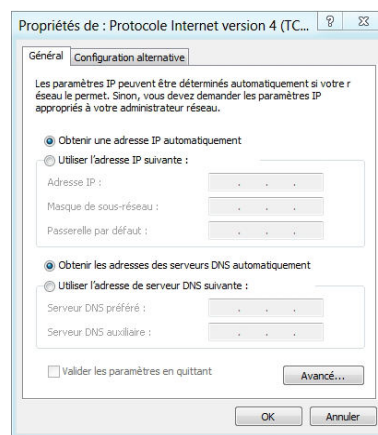 Propriétés de : Protocole Internet version 4 (TC...
Général
Configuration alternative
Les paramètres IP peuvent être déterminés automatiquement si votre r
éseau le permet. Sinon, vous devez demander les paramètres IP
appropriés à votre administrateur réseau.
Obtenir une adresse IP automatiquement
Utiliser l'adresse IP suivante :
Adresse IP :
Masque de sous-réseau :
Passerelle par défaut :
Obtenir les adresses des serveurs DNS automatiquement
Utiliser l'adresse de serveur DNS suivante :
Serveur DNS préféré :
Serveur DNS auxiliaire :
Valider les paramètres en quittant
Avancé...
OK
Annuler